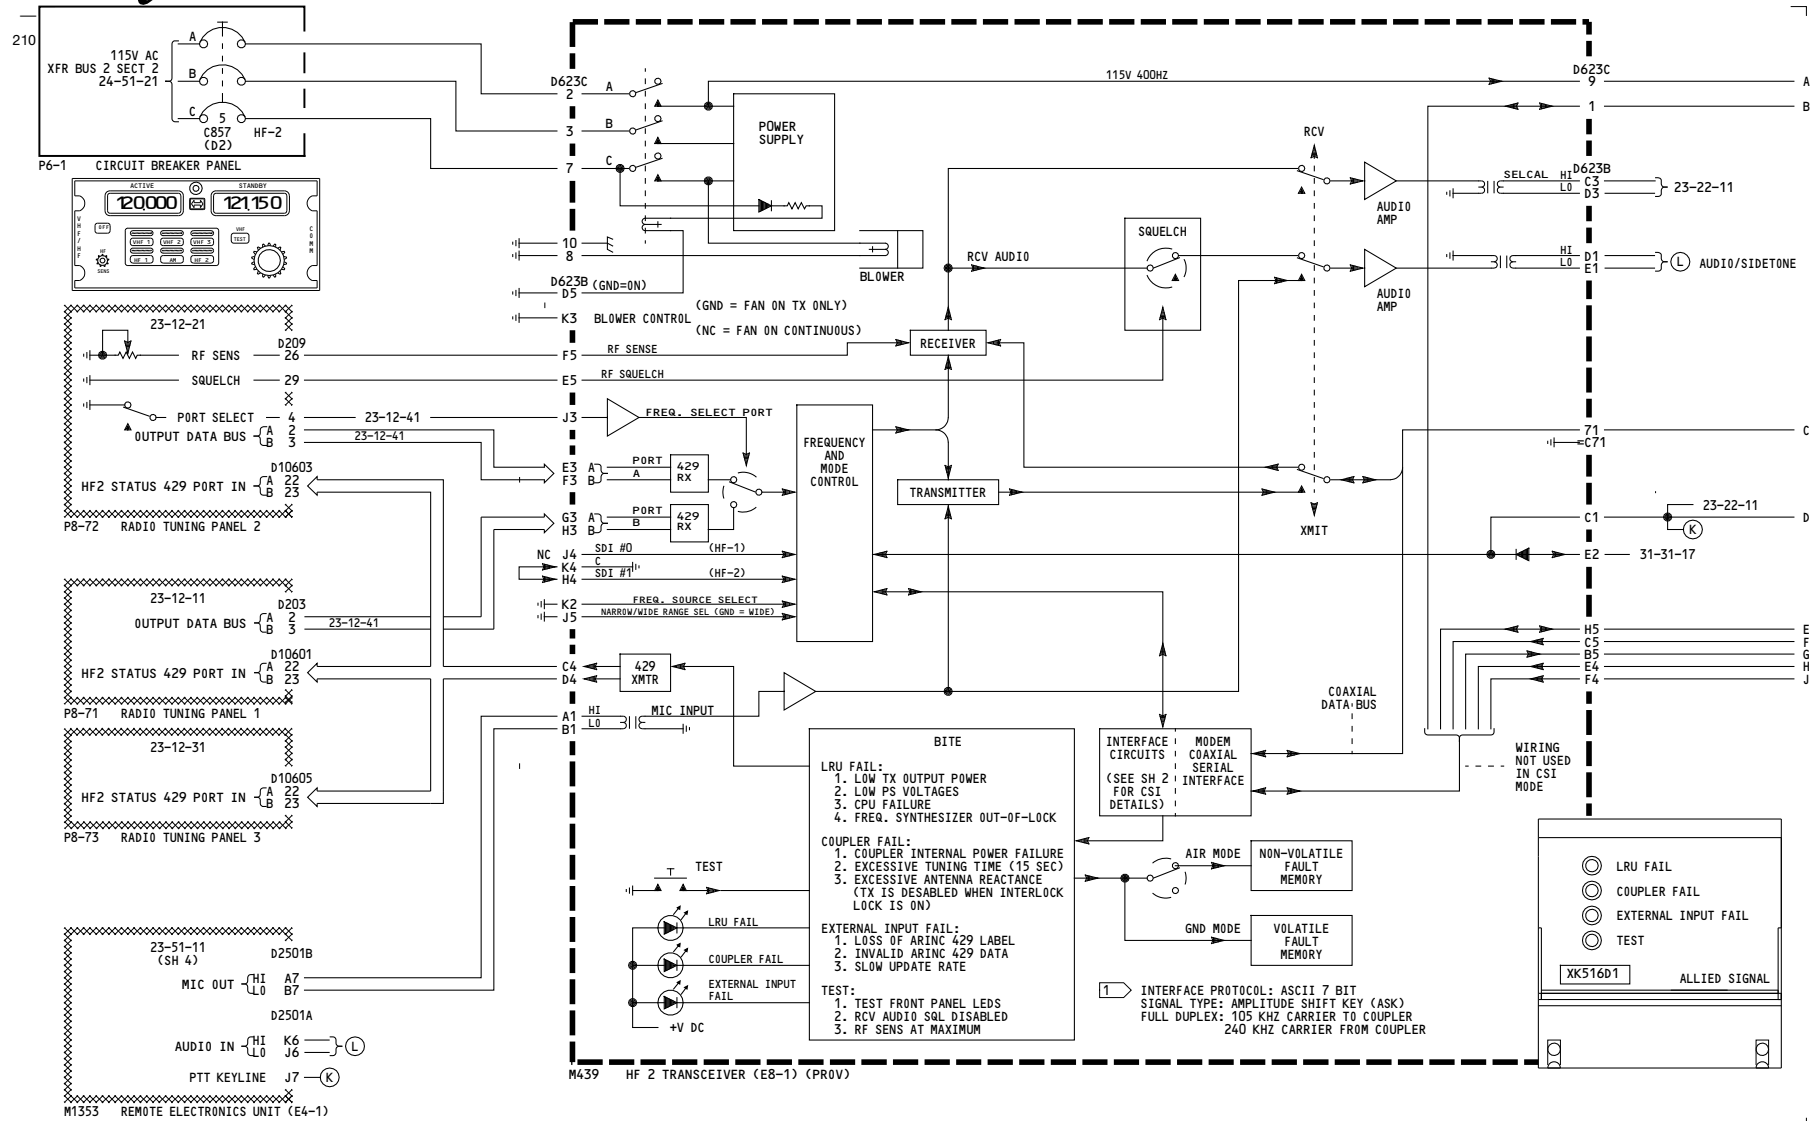 210
115V AC
XFR BUS 2 SECT 2
24-51-21
A
B
C 5
C857 HF-2
(D2)
P6-1 CIRCUIT BREAKER PANEL
ACTIVE STANDBY
120.000 121.150
VHF/HF
OFF
VHF 1 VHF 2 VHF 3
HF 1 AM HF 2
HF
SENS
VHF
TEST
COMM
23-12-21
D209
RF SENS 26
SQUELCH 29
PORT SELECT 4 23-12-41
OUTPUT DATA BUS A 2
B 3 23-12-41
D10603
HF2 STATUS 429 PORT IN A 22
B 23
P8-72 RADIO TUNING PANEL 2
23-12-11
D203
OUTPUT DATA BUS A 2
B 3 23-12-41
D10601
HF2 STATUS 429 PORT IN A 22
B 23
P8-71 RADIO TUNING PANEL 1
23-12-31
D10605
HF2 STATUS 429 PORT IN A 22
B 23
P8-73 RADIO TUNING PANEL 3
23-51-11
(SH 4)
D2501B
MIC OUT HI A7
LO B7
D2501A
AUDIO IN HI K6
LO J6
L
PTT KEYLINE J7 K
M1353 REMOTE ELECTRONICS UNIT (E4-1)
D623C
2 A
3 B
7 C
10
8
D623B
D5 (GND=ON)
K3 BLOWER CONTROL
(GND = FAN ON TX ONLY)
(NC = FAN ON CONTINUOUS)
F5 RF SENSE
E5 RF SQUELCH
J3 FREQ. SELECT PORT
E3 A PORT
F3 B A
429
RX
G3 A PORT
H3 B B
429
RX
NC J4 SDI #0 (HF-1)
K4 C
H4 SDI #1 (HF-2)
K2 FREQ. SOURCE SELECT
J5 NARROW/WIDE RANGE SEL (GND = WIDE)
C4
D4
429
XMTR
A1 HI MIC INPUT
B1 LO
POWER
SUPPLY
BLOWER
115V 400HZ
FREQUENCY
AND
MODE
CONTROL
RCV AUDIO
RECEIVER
TRANSMITTER
SQUELCH
RCV
XMIT
AUDIO
AMP
AUDIO
AMP
D623C
9 A
1 B
D623B
SELCAL HI C3
LO D3
23-22-11
HI D1
LO E1
L AUDIO/SIDETONE
71 C
C71
23-22-11
C1 D
K
E2 31-31-17
H5 E
C5 F
B5 G
E4 H
F4 J
COAXIAL
DATA BUS
WIRING
NOT USED
IN CSI
MODE
INTERFACE
CIRCUITS
(SEE SH 2
FOR CSI
DETAILS)
MODEM
COAXIAL
SERIAL
INTERFACE
BITE
LRU FAIL:
1. LOW TX OUTPUT POWER
2. LOW PS VOLTAGES
3. CPU FAILURE
4. FREQ. SYNTHESIZER OUT-OF-LOCK
COUPLER FAIL:
1. COUPLER INTERNAL POWER FAILURE
2. EXCESSIVE TUNING TIME (15 SEC)
3. EXCESSIVE ANTENNA REACTANCE
(TX IS DESABLED WHEN INTERLOCK
LOCK IS ON)
EXTERNAL INPUT FAIL:
1. LOSS OF ARINC 429 LABEL
2. INVALID ARINC 429 DATA
3. SLOW UPDATE RATE
TEST:
1. TEST FRONT PANEL LEDS
2. RCV AUDIO SQL DISABLED
3. RF SENS AT MAXIMUM
TEST
LRU FAIL
COUPLER FAIL
EXTERNAL INPUT
FAIL
+V DC
AIR MODE
NON-VOLATILE
FAULT
MEMORY
GND MODE
VOLATILE
FAULT
MEMORY
1 INTERFACE PROTOCOL: ASCII 7 BIT
SIGNAL TYPE: AMPLITUDE SHIFT KEY (ASK)
FULL DUPLEX: 105 KHZ CARRIER TO COUPLER
240 KHZ CARRIER FROM COUPLER
M439 HF 2 TRANSCEIVER (E8-1) (PROV)
LRU FAIL
COUPLER FAIL
EXTERNAL INPUT FAIL
TEST
XK516D1
ALLIED SIGNAL